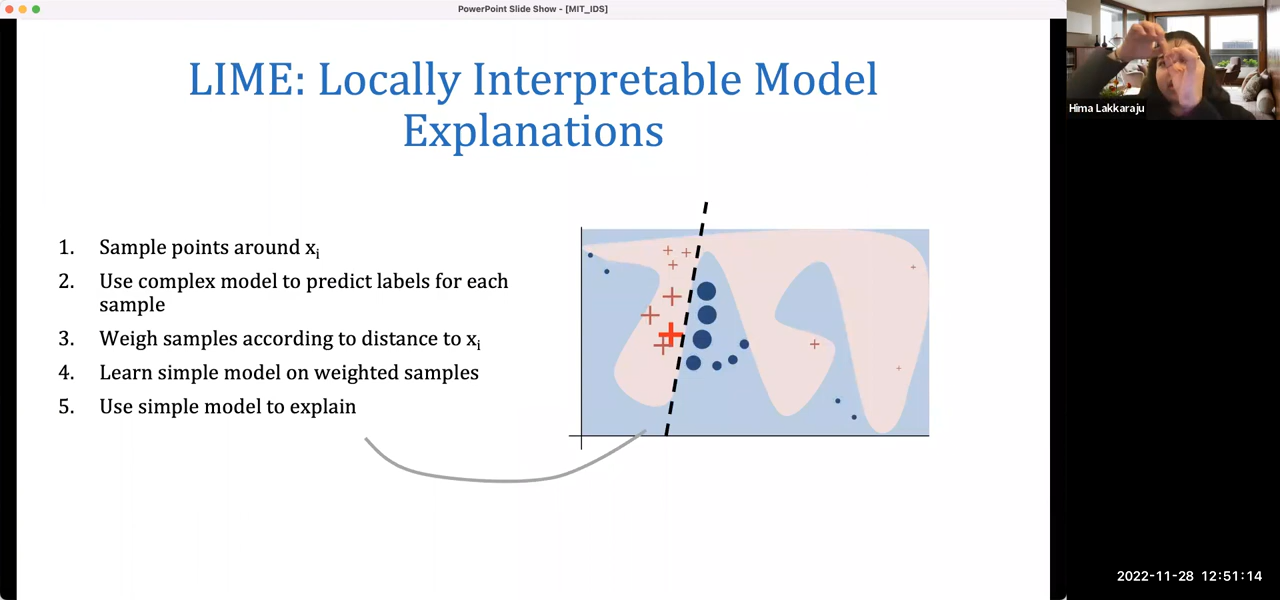 PowerPoint Slide Show - [MIT_IDS]
LIME: Locally Interpretable Model
Explanations
1. Sample points around xᵢ
2. Use complex model to predict labels for each
sample
3. Weigh samples according to distance to xᵢ
4. Learn simple model on weighted samples
5. Use simple model to explain
Hima Lakkaraju
2022-11-28 12:51:14